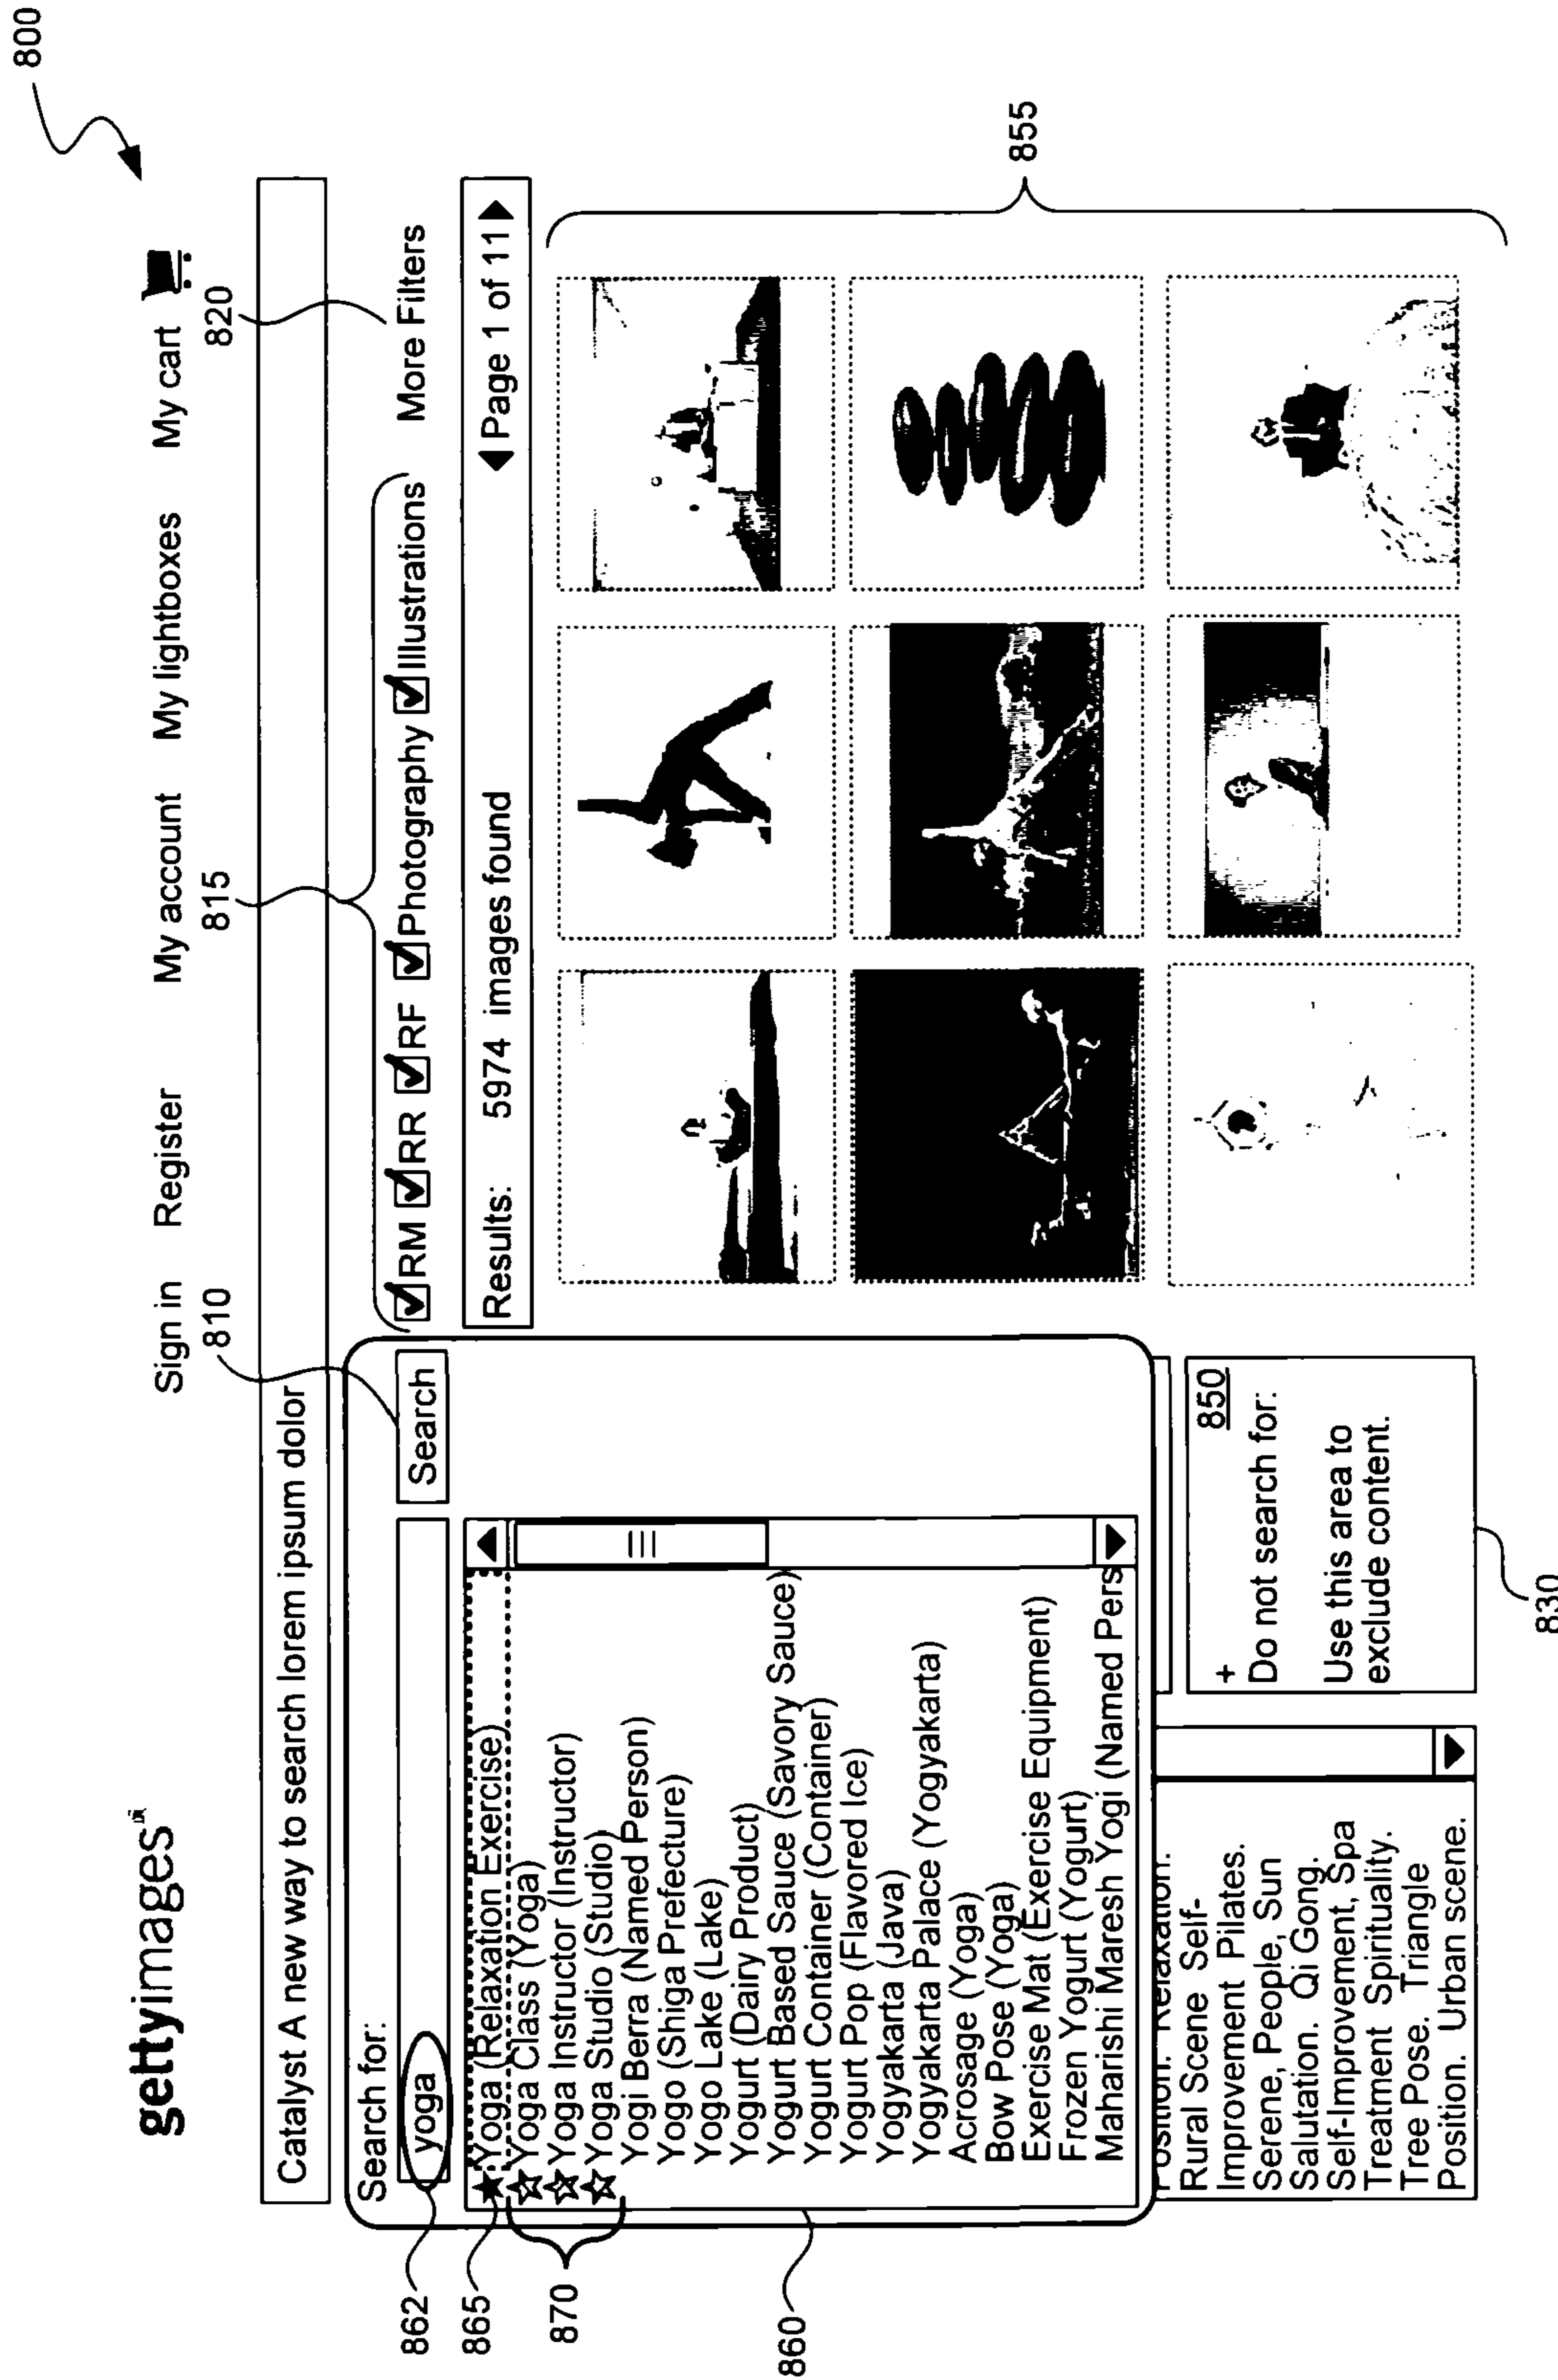 800
gettyimages
Sign in Register My account My lightboxes My cart
810
815
820
Catalyst A new way to search lorem ipsum dolor
Search for:
862
yoga
Search
RM RR RF Photography Illustrations More Filters
Results: 5974 images found
Page 1 of 11
865
870
860
Yoga (Relaxation Exercise)
Yoga Class (Yoga)
Yoga Instructor (Instructor)
Yoga Studio (Studio)
Yogi Berra (Named Person)
Yogo (Shiga Prefecture)
Yogo Lake (Lake)
Yogurt (Dairy Product)
Yogurt Based Sauce (Savory Sauce)
Yogurt Container (Container)
Yogurt Pop (Flavored Ice)
Yogyakarta (Java)
Yogyakarta Palace (Yogyakarta)
Acrosage (Yoga)
Bow Pose (Yoga)
Exercise Mat (Exercise Equipment)
Frozen Yogurt (Yogurt)
Maharishi Maresh Yogi (Named Pers
855
Position. Relaxation.
Rural Scene Self-
Improvement Pilates.
Serene, People, Sun
Salutation. Qi Gong.
Self-Improvement, Spa
Treatment Spirituality.
Tree Pose. Triangle
Position. Urban scene.
850
+
Do not search for:
Use this area to
exclude content.
830